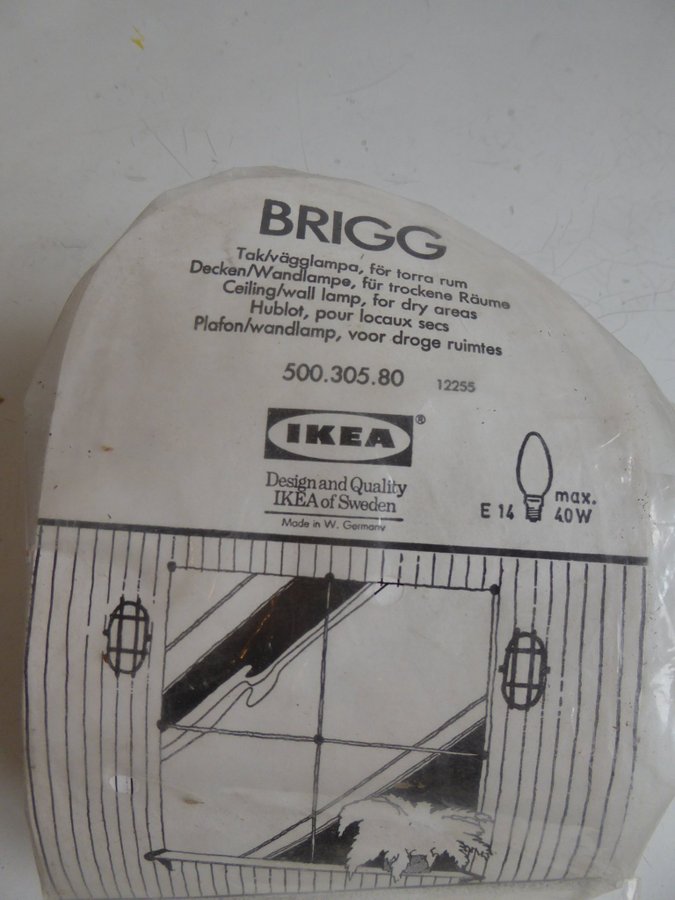 BRIGG
Tak/vägglampa, för torra rum
Decken/Wandlampe, für trockene Räume
Ceiling/wall lamp, for dry areas
Hublot, pour locaux secs
Plafon/wandlamp, voor droge ruimtes
500.305.80 12255
IKEA®
Design and Quality
IKEA of Sweden
Made in W. Germany
E 14 max. 40W